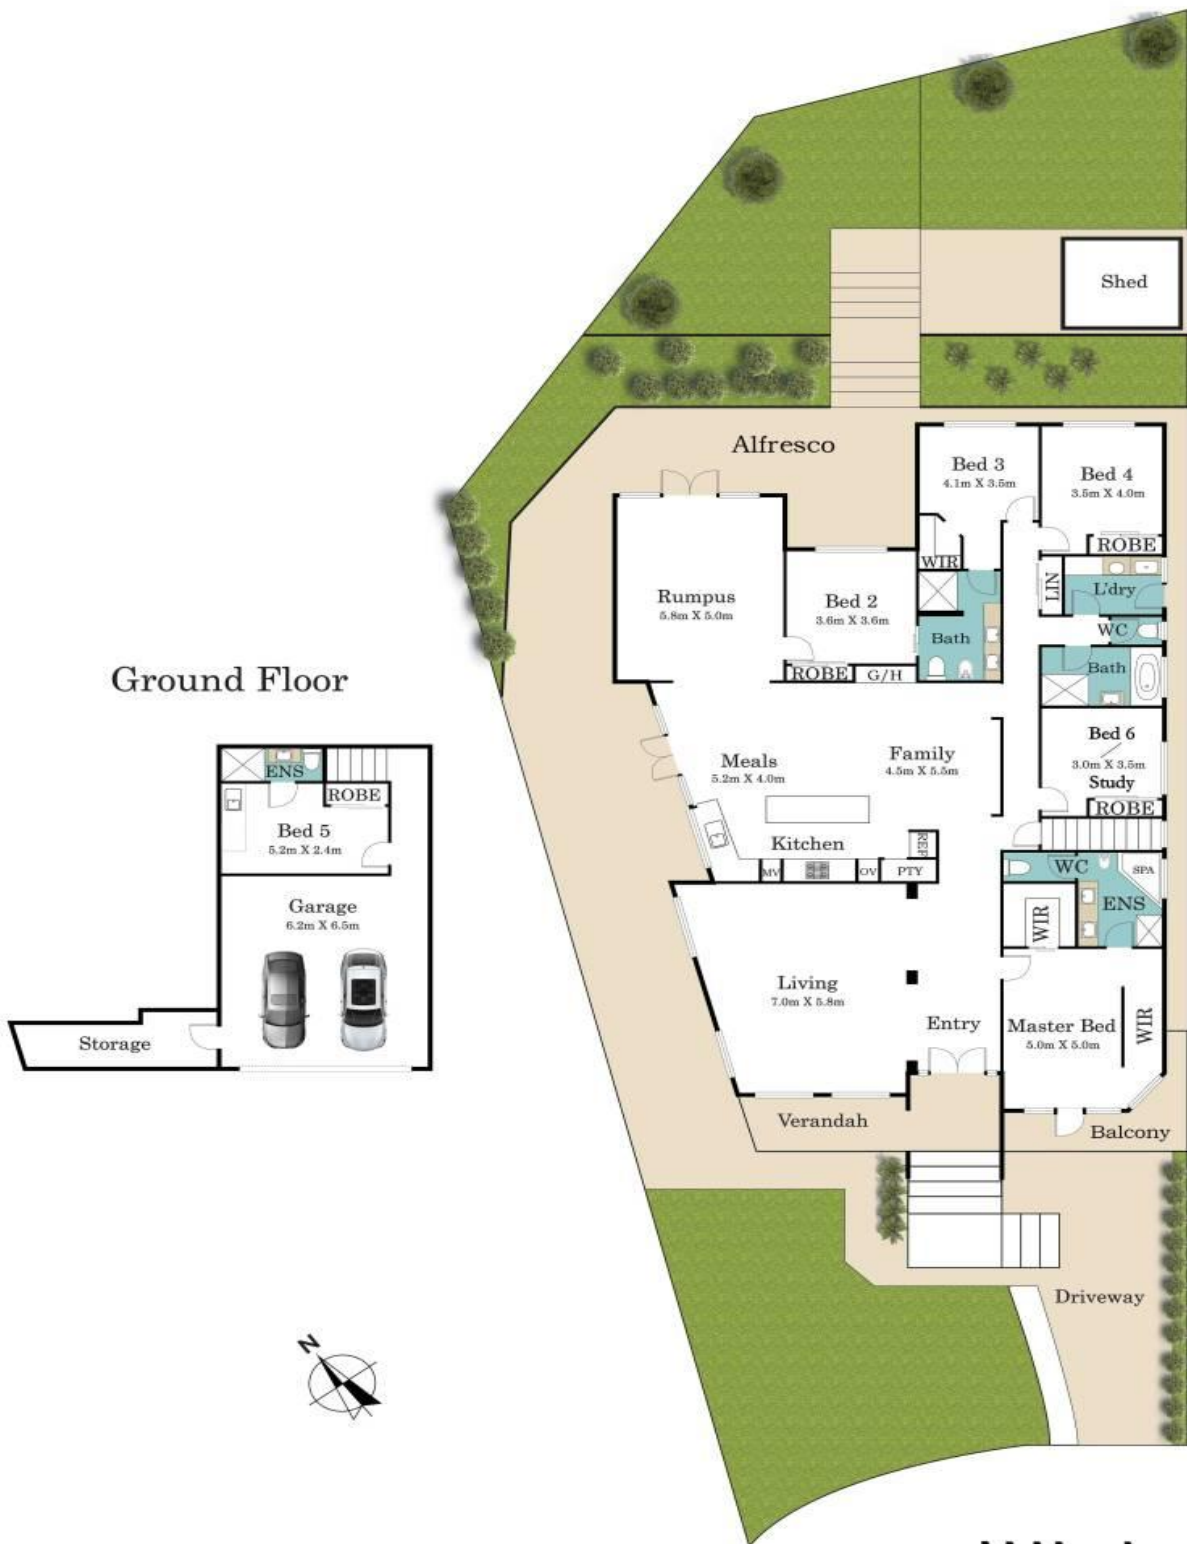 Shed
Alfresco
Bed 3
4.1m X 3.5m
Bed 4
3.5m X 4.0m
WIR
ROBE
Rumpus
5.8m X 5.0m
Bed 2
3.6m X 3.6m
LIN
L'dry
Bath
WC
ROBE
G/H
Bath
Ground Floor
Meals
5.2m X 4.0m
Family
4.5m X 5.5m
Bed 6
3.0m X 3.5m
Study
ROBE
ENS
ROBE
Bed 5
5.2m X 2.4m
Kitchen
REF
MV
OV
PTY
WC
SPA
ENS
WIR
Garage
6.2m X 6.5m
Living
7.0m X 5.8m
Entry
Master Bed
5.0m X 5.0m
WIR
Storage
Verandah
Balcony
Driveway
N